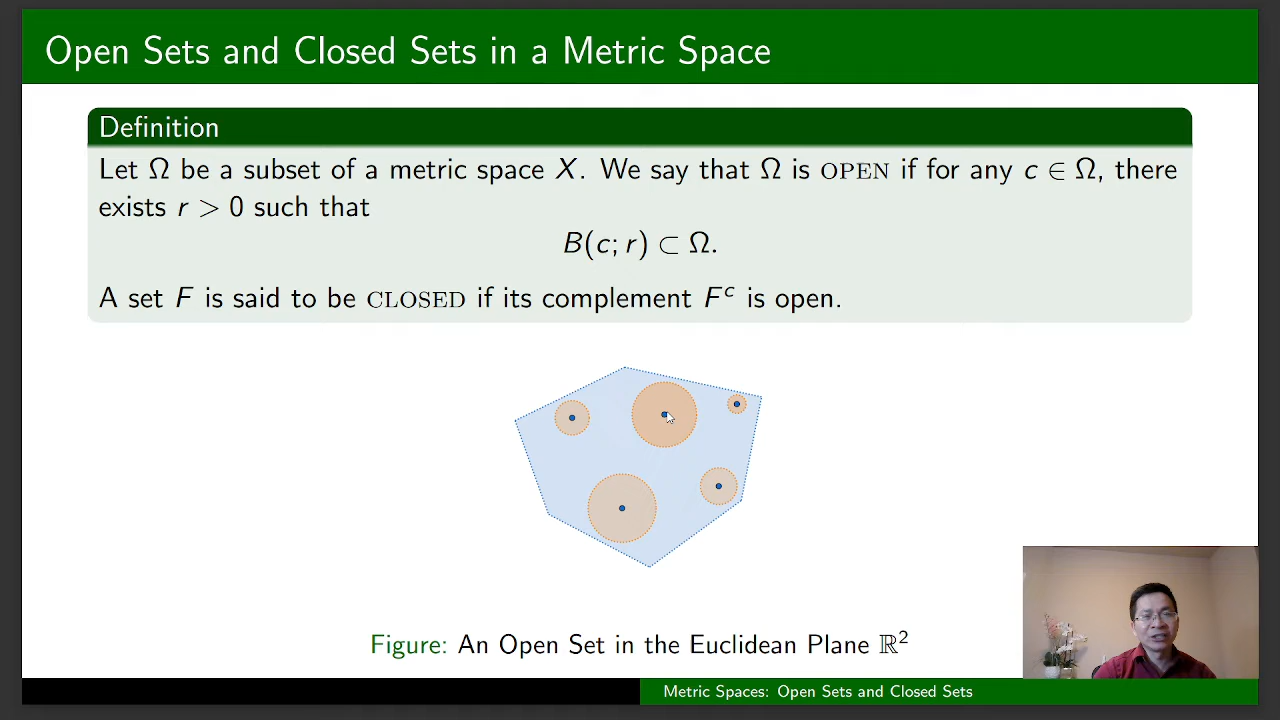 Open Sets and Closed Sets in a Metric Space
Definition
Let Ω be a subset of a metric space X. We say that Ω is OPEN if for any c ∈ Ω, there
exists r > 0 such that
B(c; r) ⊂ Ω.
A set F is said to be CLOSED if its complement Fᶜ is open.
Figure: An Open Set in the Euclidean Plane ℝ²
Metric Spaces: Open Sets and Closed Sets